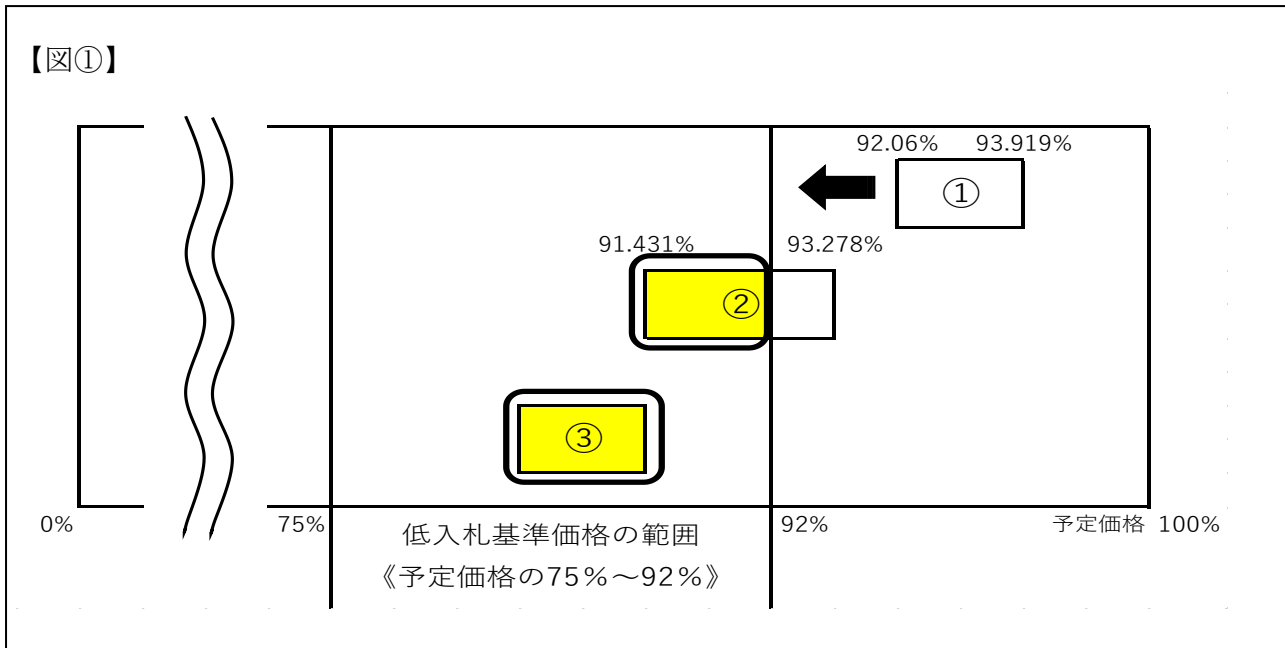 【図①】
92.06% 93.919%
①
91.431% 93.278%
②
③
0% 75% 92% 予定価格 100%
低入札基準価格の範囲
《予定価格の75%～92%》